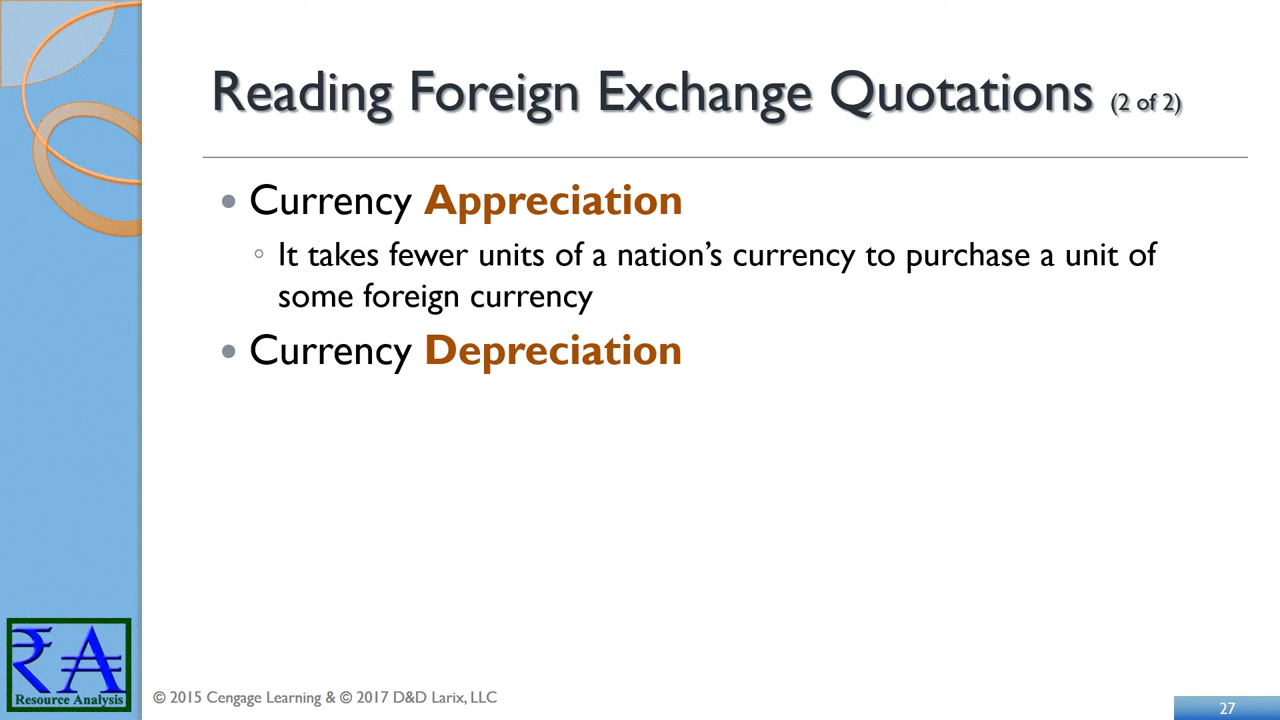 Reading Foreign Exchange Quotations (2 of 2)
• Currency Appreciation
◦ It takes fewer units of a nation’s currency to purchase a unit of
some foreign currency
• Currency Depreciation
₹A
Resource Analysis
© 2015 Cengage Learning & © 2017 D&D Larix, LLC
27